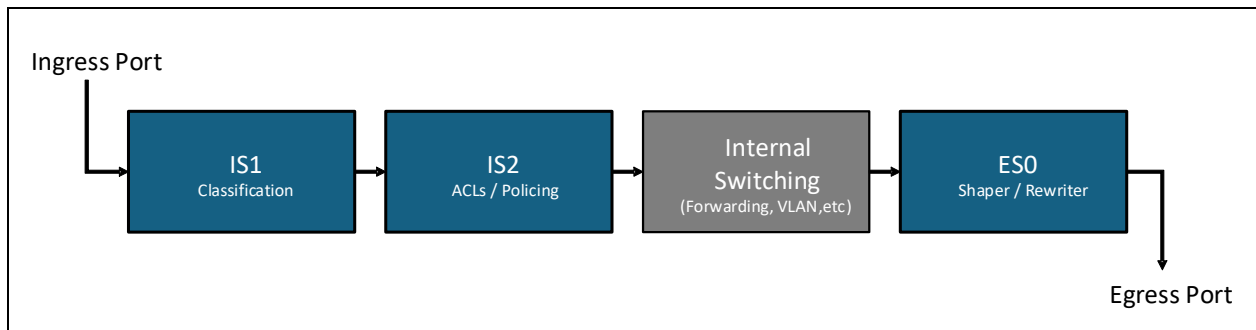 Ingress Port
IS1
Classification
IS2
ACLs / Policing
Internal
Switching
(Forwarding, VLAN,etc)
ES0
Shaper / Rewriter
Egress Port